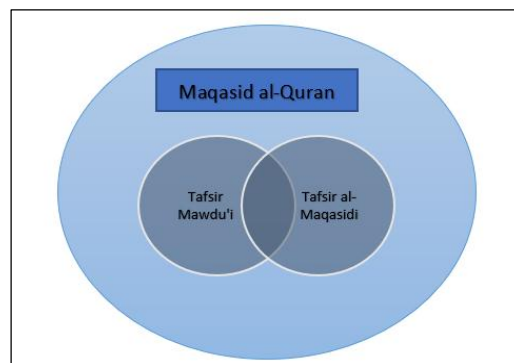 Maqasid al-Quran
Tafsir
Mawdu'i
Tafsir al-
Maqasidi